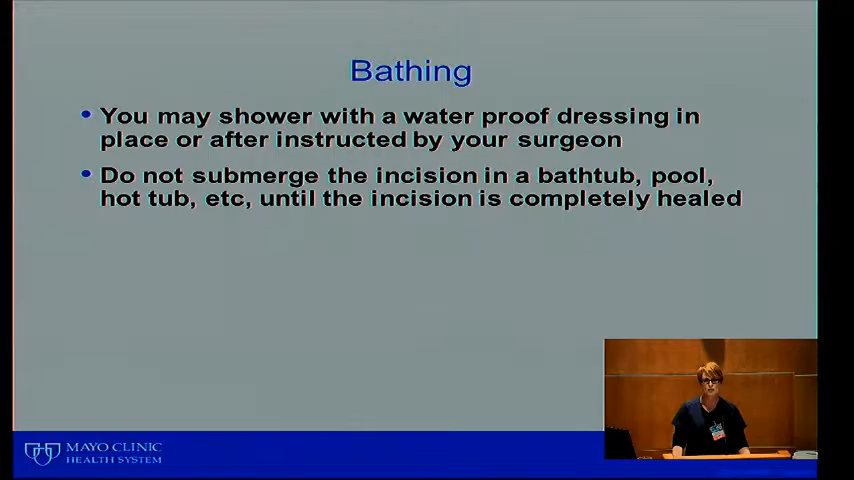 Bathing
• You may shower with a water proof dressing in
place or after instructed by your surgeon
• Do not submerge the incision in a bathtub, pool,
hot tub, etc, until the incision is completely healed
MAYO CLINIC
HEALTH SYSTEM